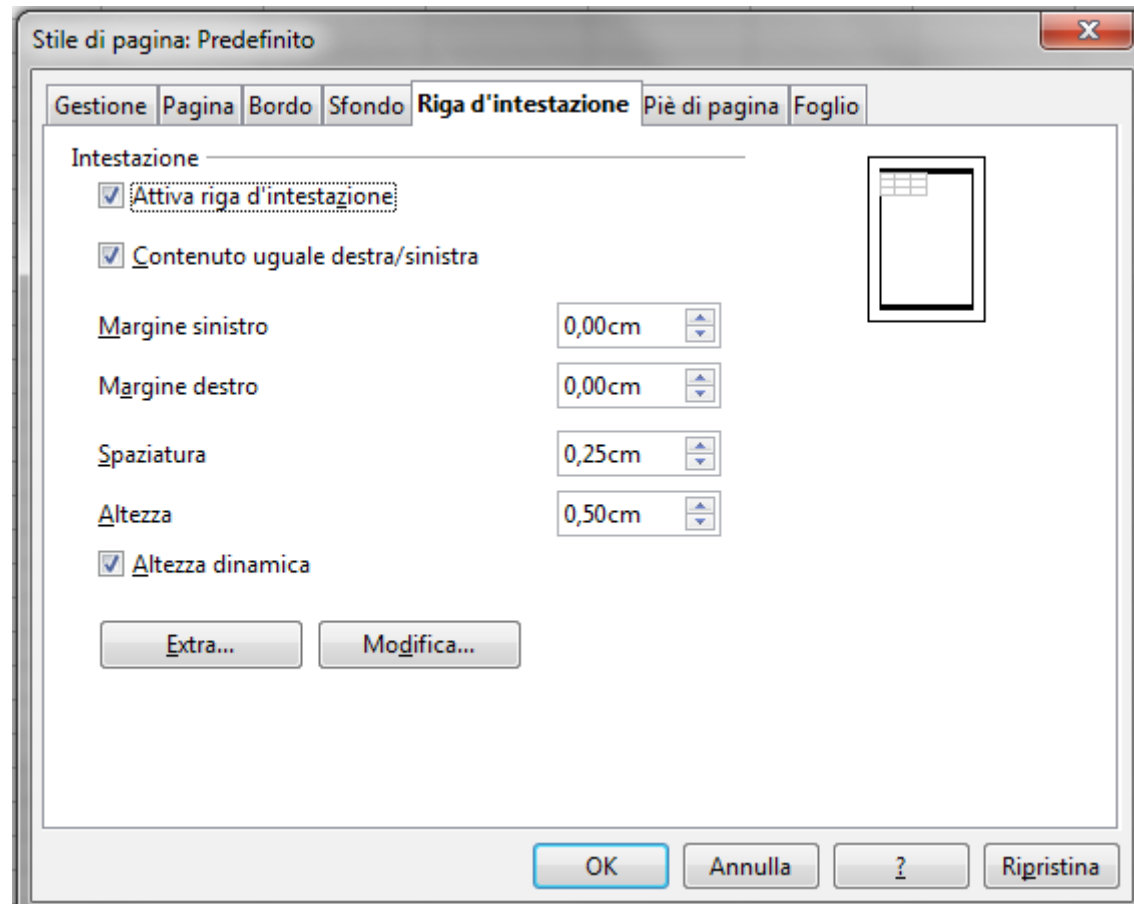 Stile di pagina: Predefinito
Gestione Pagina Bordo Sfondo Riga d'intestazione Piè di pagina Foglio
Intestazione
Attiva riga d'intestazione
Contenuto uguale destra/sinistra
Margine sinistro 0,00cm
Margine destro 0,00cm
Spaziatura 0,25cm
Altezza 0,50cm
Altezza dinamica
Extra... Modifica...
OK Annulla ? Ripristina